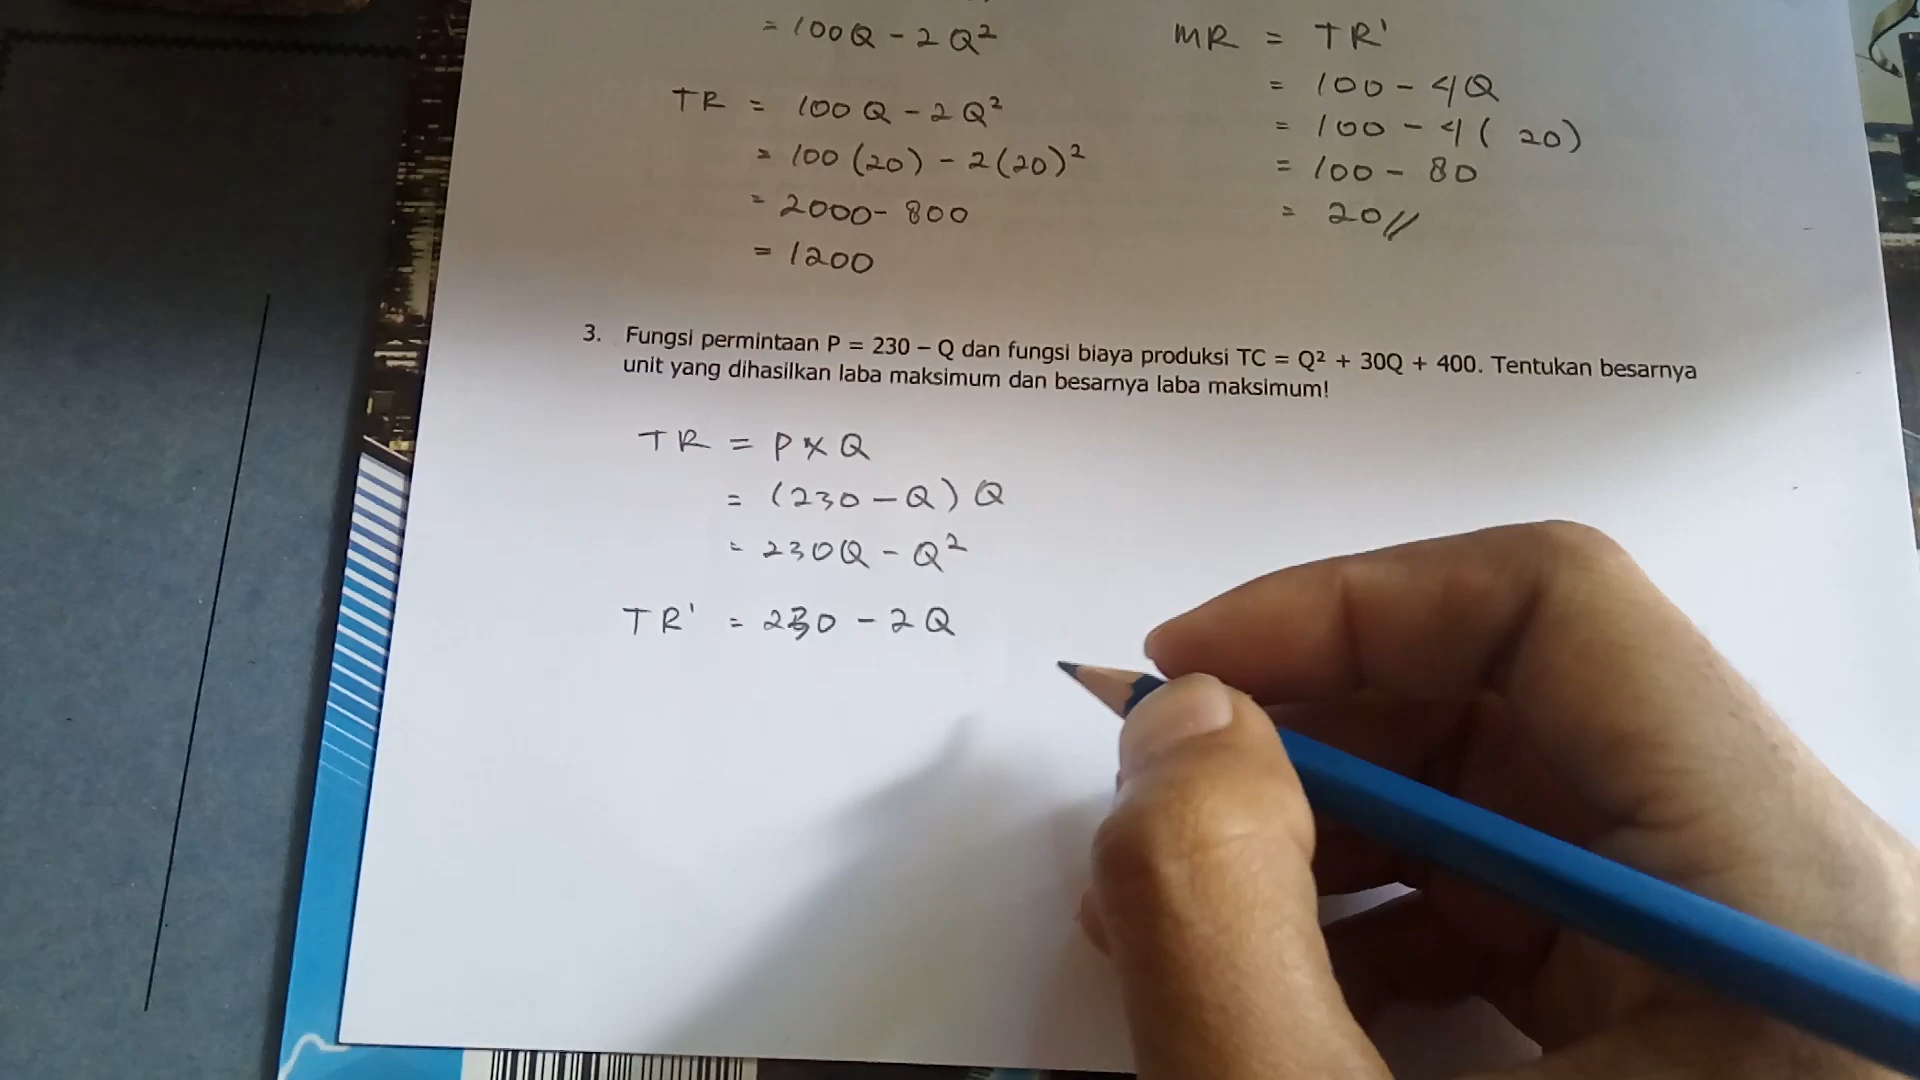 = 100Q - 2Q²
TR = 100Q - 2Q²
= 100(20) - 2(20)²
= 2000 - 800
= 1200
MR = TR'
= 100 - 4Q
= 100 - 4( 20)
= 100 - 80
= 20//
3. Fungsi permintaan P = 230 – Q dan fungsi biaya produksi TC = Q² + 30Q + 400. Tentukan besarnya
unit yang dihasilkan laba maksimum dan besarnya laba maksimum!
TR = P x Q
= (230 - Q) Q
= 230Q - Q²
TR' = 230 - 2Q